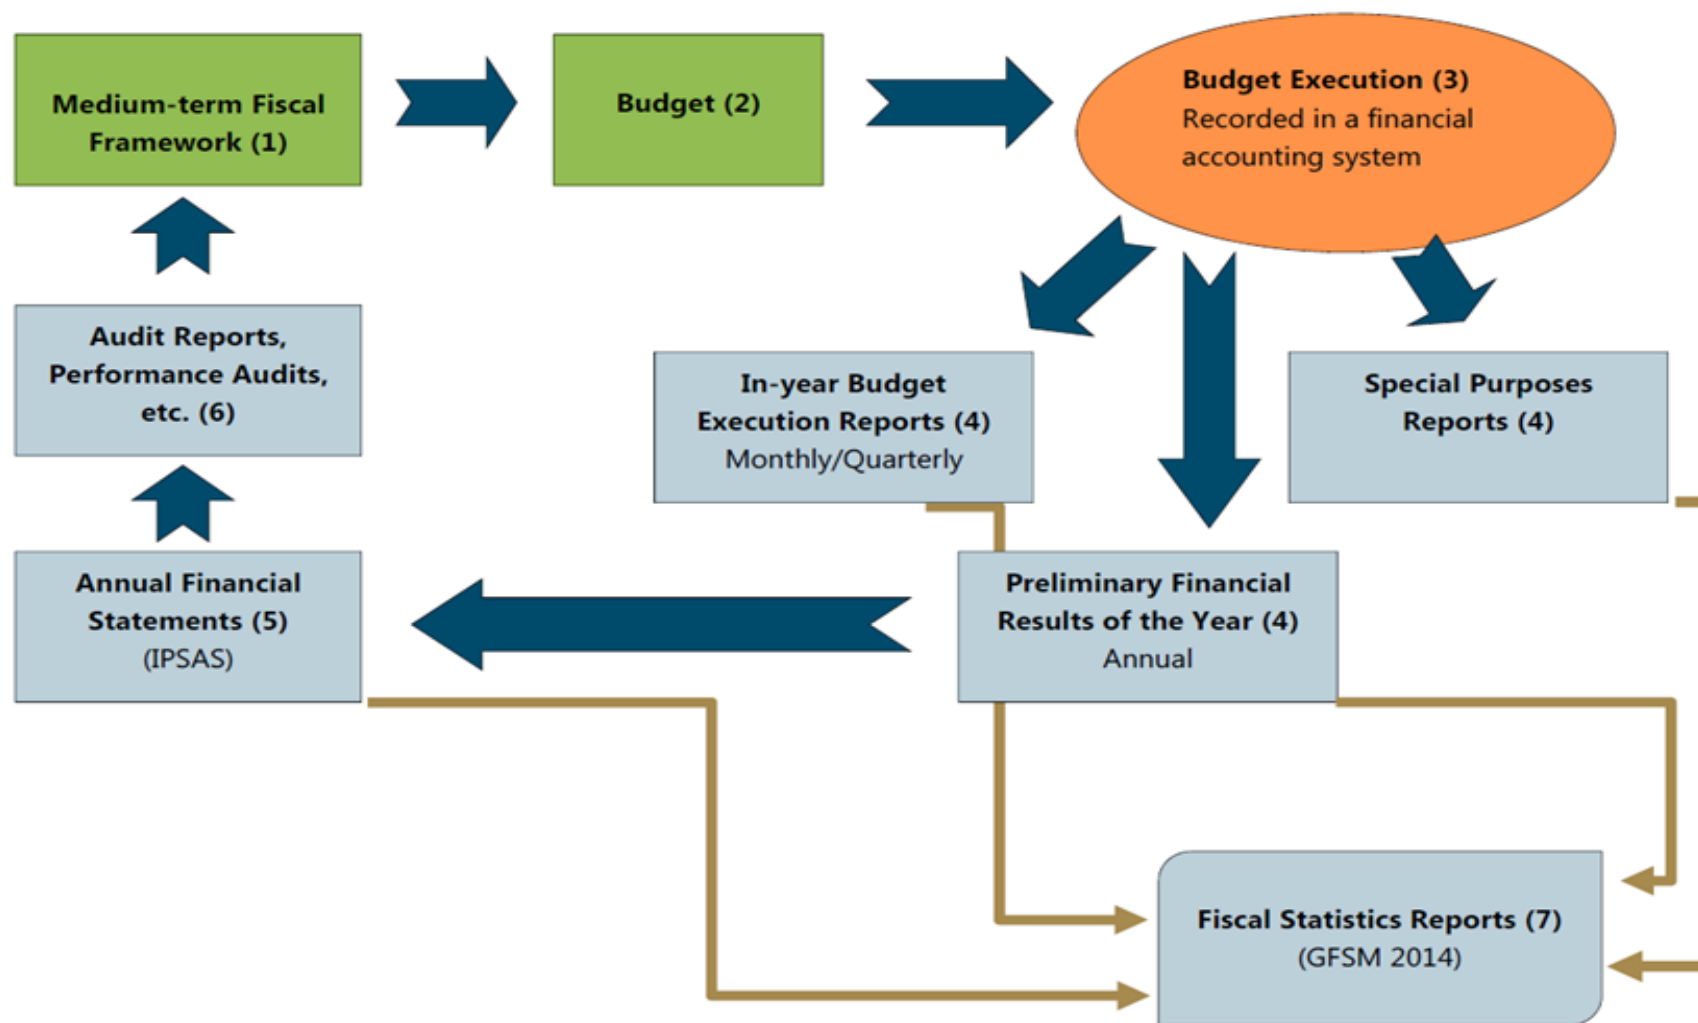 Medium-term Fiscal
Framework (1)
Budget (2)
Budget Execution (3)
Recorded in a financial
accounting system
Audit Reports,
Performance Audits,
etc. (6)
In-year Budget
Execution Reports (4)
Monthly/Quarterly
Special Purposes
Reports (4)
Annual Financial
Statements (5)
(IPSAS)
Preliminary Financial
Results of the Year (4)
Annual
Fiscal Statistics Reports (7)
(GFSM 2014)